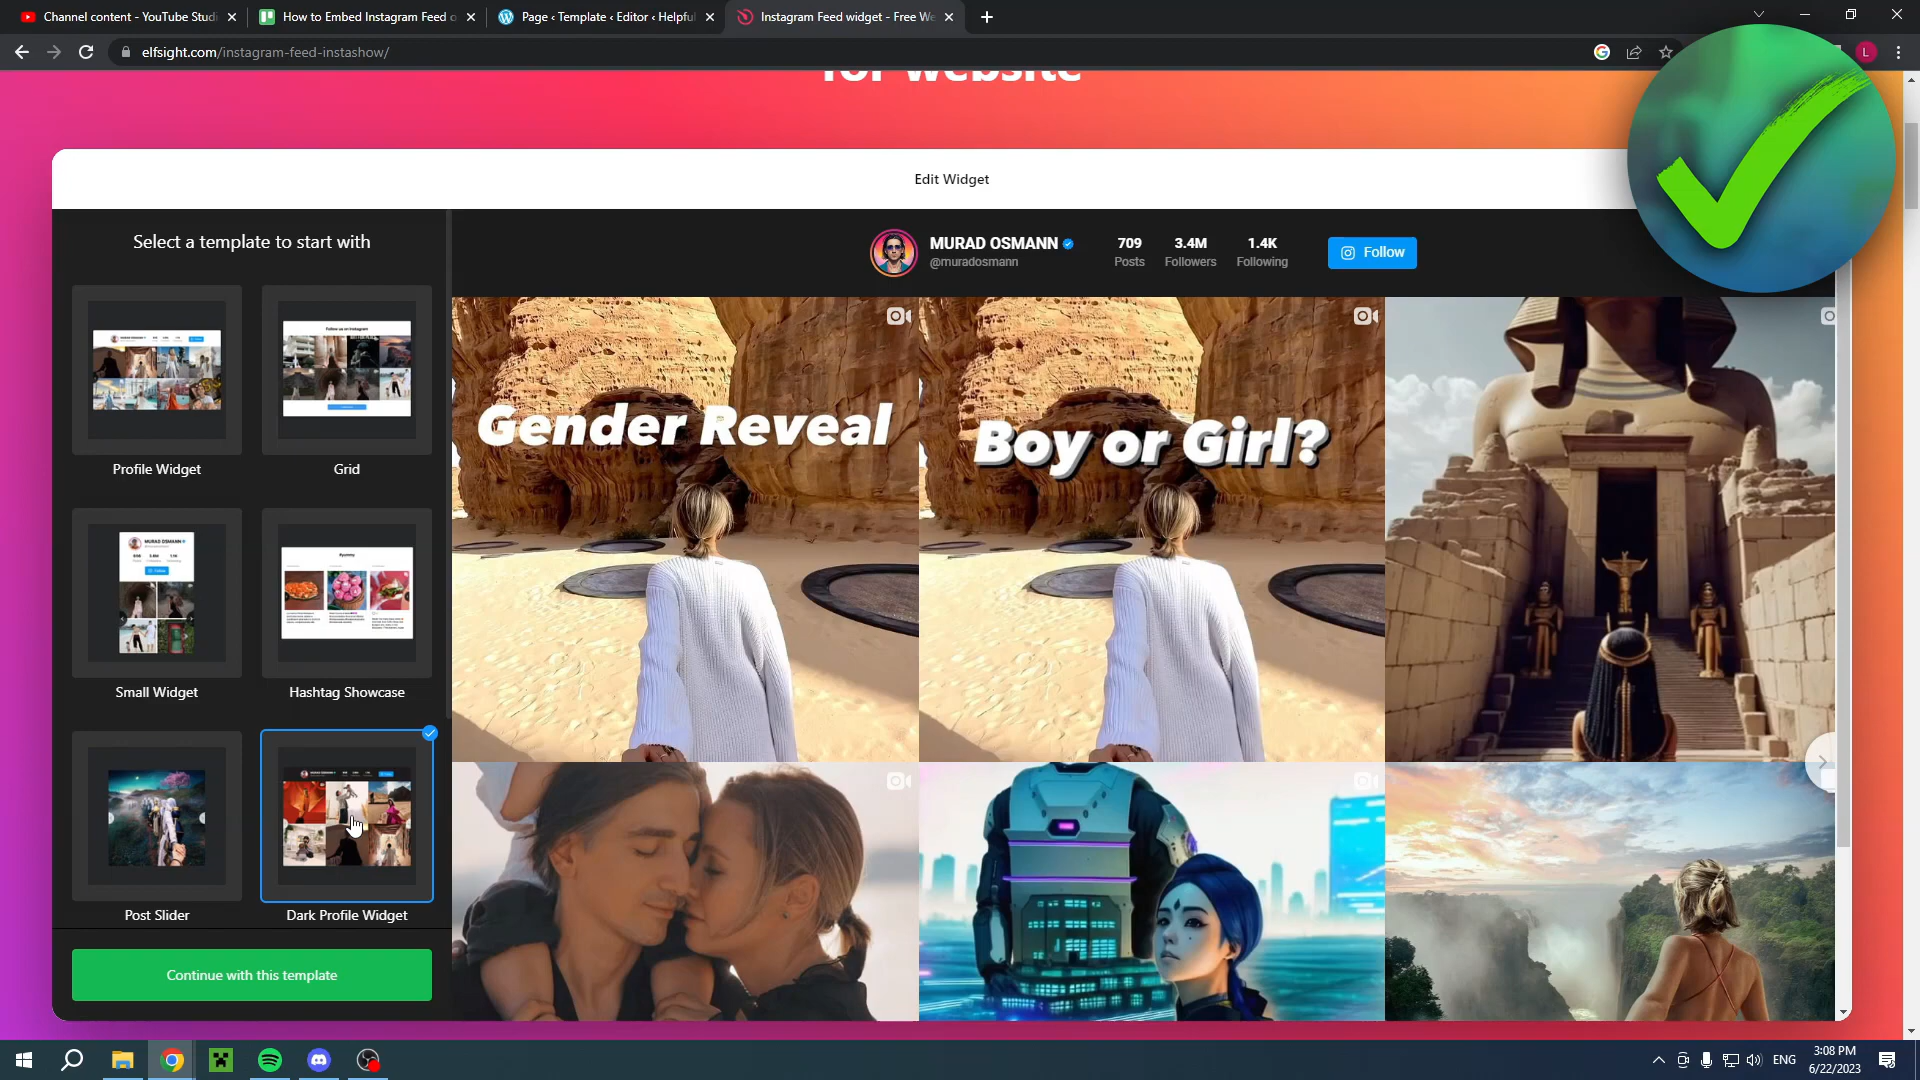 Channel content - YouTube Studi
How to Embed Instagram Feed o
Page ‹ Template ‹ Editor ‹ Helpful
Instagram Feed widget - Free We
elfsight.com/instagram-feed-instashow/
L
for website
Edit Widget
Select a template to start with
MURAD OSMANN
@muradosmann
709
Posts
3.4M
Followers
1.4K
Following
Follow
Gender Reveal
Boy or Girl?
Profile Widget
Grid
Small Widget
Hashtag Showcase
Post Slider
Dark Profile Widget
Continue with this template
ENG
3:08 PM
6/22/2023